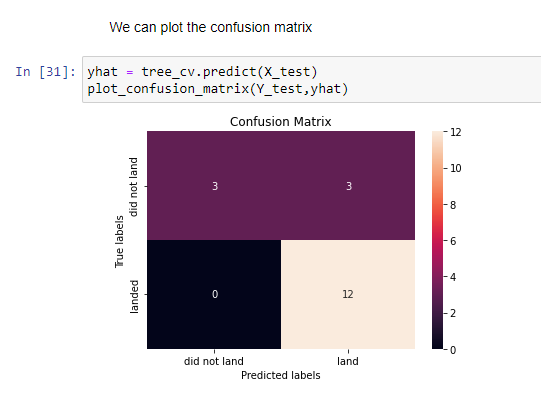 We can plot the confusion matrix
In [31]: yhat = tree_cv.predict(X_test)
plot_confusion_matrix(Y_test,yhat)
Confusion Matrix
True labels
did not land
landed
3 3
0 12
did not land land
Predicted labels
12
10
8
6
4
2
0